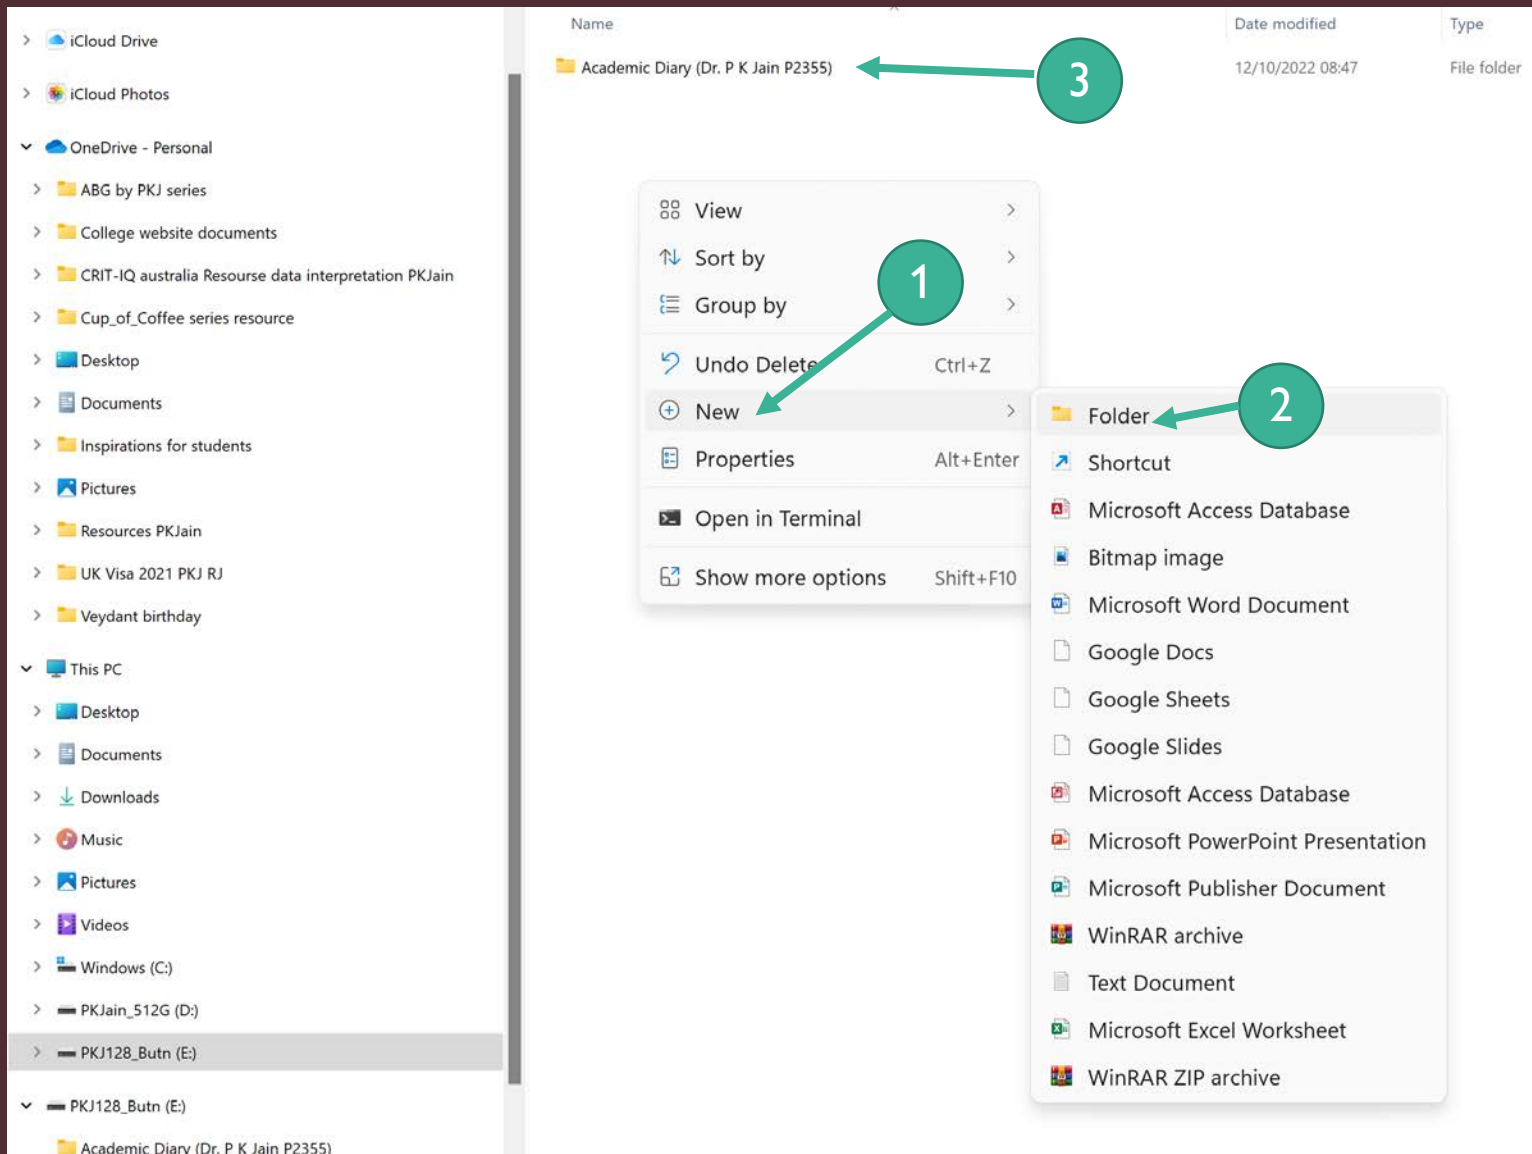 iCloud Drive
iCloud Photos
OneDrive - Personal
ABG by PKJ series
College website documents
CRIT-IQ australia Resourse data interpretation PKJain
Cup_of_Coffee series resource
Desktop
Documents
Inspirations for students
Pictures
Resources PKJain
UK Visa 2021 PKJ RJ
Veydant birthday
This PC
Desktop
Documents
Downloads
Music
Pictures
Videos
Windows (C:)
PKJain_512G (D:)
PKJ128_Butn (E:)
PKJ128_Butn (E:)
Academic Diary (Dr. P K Jain P2355)
Name Date modified Type
Academic Diary (Dr. P K Jain P2355) 12/10/2022 08:47 File folder
3
View
Sort by
Group by
1
Undo Delete Ctrl+Z
New
Properties Alt+Enter
Open in Terminal
Show more options Shift+F10
Folder
2
Shortcut
Microsoft Access Database
Bitmap image
Microsoft Word Document
Google Docs
Google Sheets
Google Slides
Microsoft Access Database
Microsoft PowerPoint Presentation
Microsoft Publisher Document
WinRAR archive
Text Document
Microsoft Excel Worksheet
WinRAR ZIP archive